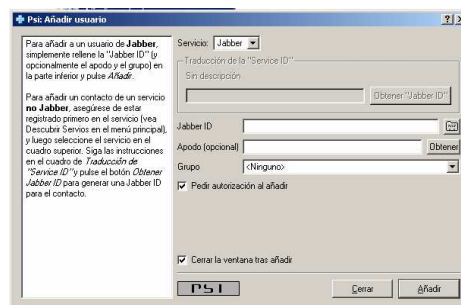 Psi: Añadir usuario
Para añadir a un usuario de Jabber,
simplemente rellene la "Jabber ID" (y
opcionalmente el apodo y el grupo) en
la parte inferior y pulse Añadir.
Para añadir un contacto de un servicio
no Jabber, asegúrese de estar
registrado primero en el servicio (vea
Descubrir Servios en el menú principal),
y luego seleccione el servicio en el
cuadro superior. Siga las instrucciones
en el cuadro de Traducción de
"Service ID" y pulse el botón Obtener
Jabber ID para generar una Jabber ID
para el contacto.
Servicio: Jabber
Traducción de la "Service ID"
Sin descripción
Obtener "Jabber ID"
Jabber ID
Apodo (opcional)
Obtener
Grupo
<Ninguno>
Pedir autorización al añadir
Cerrar la ventana tras añadir
PSI
Cerrar
Añadir